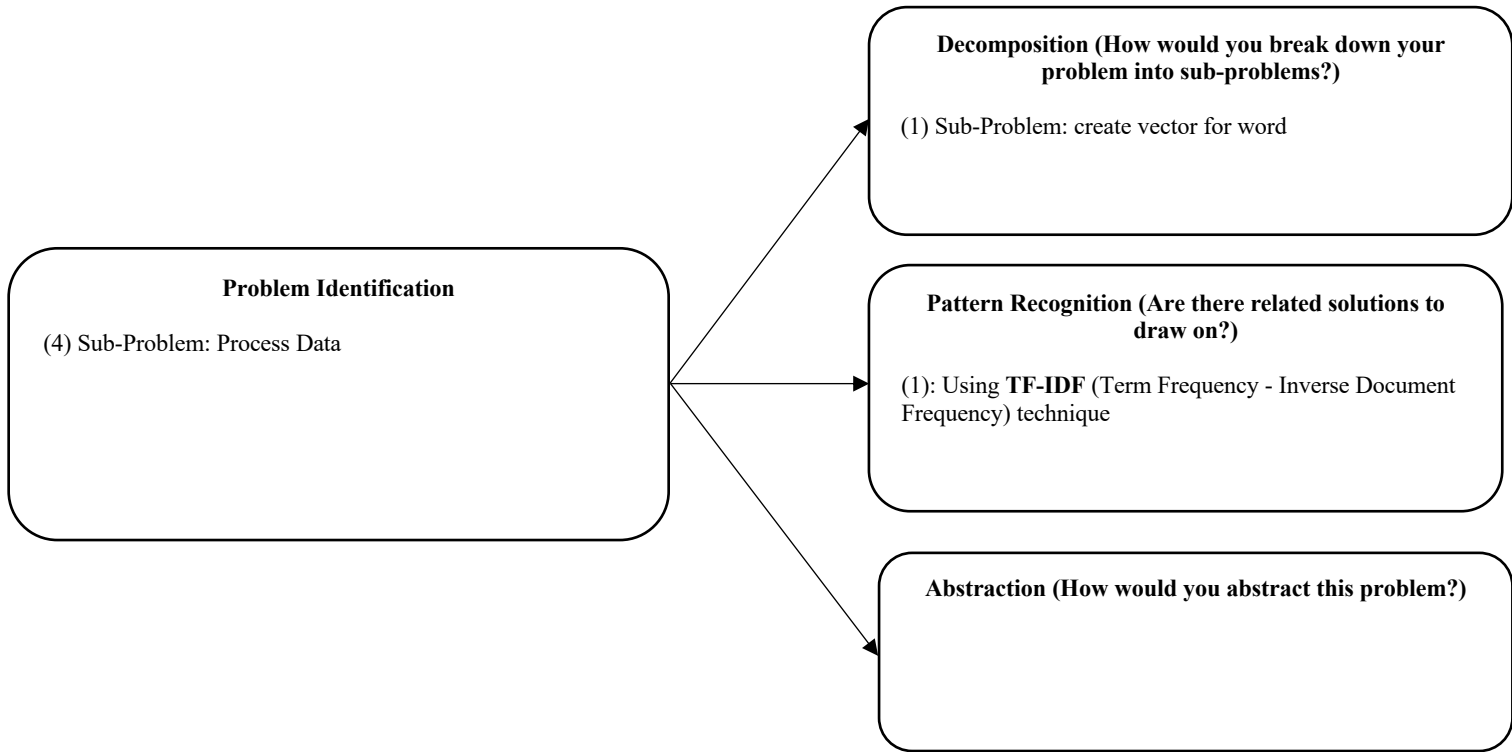 Problem Identification
(4) Sub-Problem: Process Data
Decomposition (How would you break down your
problem into sub-problems?)
(1) Sub-Problem: create vector for word
Pattern Recognition (Are there related solutions to
draw on?)
(1): Using TF-IDF (Term Frequency - Inverse Document
Frequency) technique
Abstraction (How would you abstract this problem?)